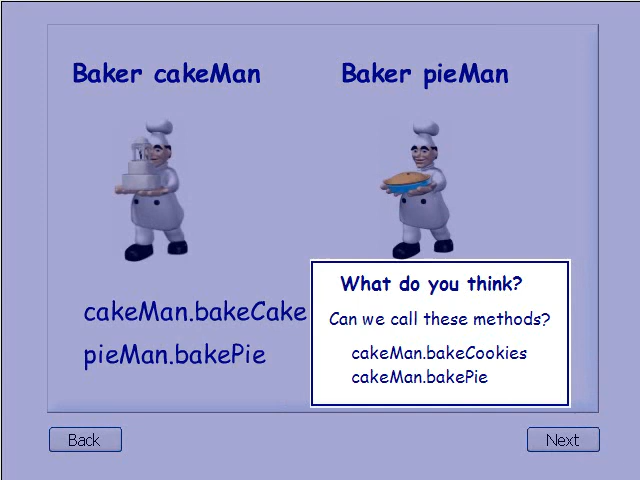 Baker cakeMan
Baker pieMan
cakeMan.bakeCake
pieMan.bakePie
What do you think?
Can we call these methods?
cakeMan.bakeCookies
cakeMan.bakePie
Back
Next